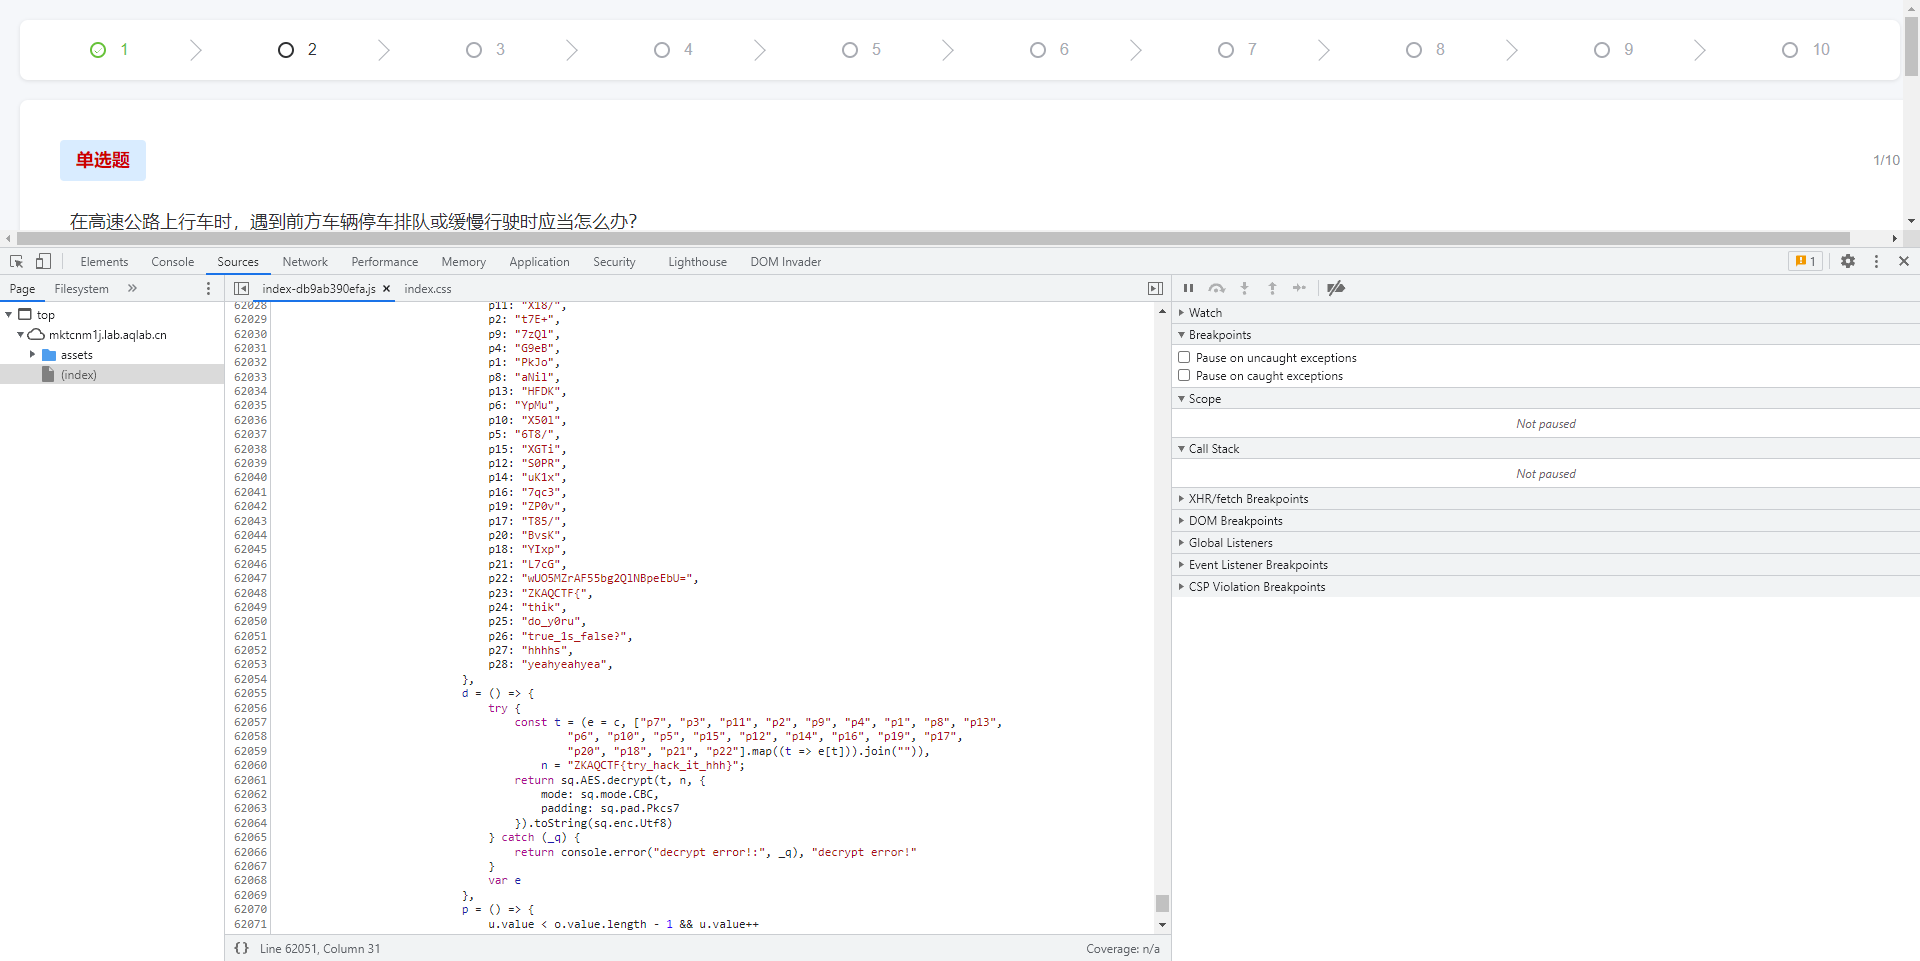 1 2 3 4 5 6 7 8 9 10
单选题
1/10
在高速公路上行车时，遇到前方车辆停车排队或缓慢行驶时应当怎么办？
Elements Console Sources Network Performance Memory Application Security Lighthouse DOM Invader 1
Page Filesystem » index-db9ab390efa.js × index.css
top
mktcnm1j.lab.aqlab.cn
assets
(index)
62028 p11: "X18/",
62029 p2: "t7E+",
62030 p9: "7zQl",
62031 p4: "G9eB",
62032 p1: "PkJo",
62033 p8: "aNil",
62034 p13: "HFDK",
62035 p6: "YpMu",
62036 p10: "X50l",
62037 p5: "6T8/",
62038 p15: "XGTi",
62039 p12: "S0PR",
62040 p14: "uK1x",
62041 p16: "7qc3",
62042 p19: "ZP0v",
62043 p17: "T85/",
62044 p20: "BvsK",
62045 p18: "YIxp",
62046 p21: "L7cG",
62047 p22: "wUO5MZrAF55bg2QlNBpeEbU=",
62048 p23: "ZKAQCTF{",
62049 p24: "thik",
62050 p25: "do_y0ru",
62051 p26: "true_1s_false?",
62052 p27: "hhhhs",
62053 p28: "yeahyeahyea",
62054 },
62055 d = () => {
62056 try {
62057 const t = (e = c, ["p7", "p3", "p11", "p2", "p9", "p4", "p1", "p8", "p13",
62058 "p6", "p10", "p5", "p15", "p12", "p14", "p16", "p19", "p17",
62059 "p20", "p18", "p21", "p22"].map((t => e[t])).join("")),
62060 n = "ZKAQCTF{try_hack_it_hhh}";
62061 return sq.AES.decrypt(t, n, {
62062 mode: sq.mode.CBC,
62063 padding: sq.pad.Pkcs7
62064 }).toString(sq.enc.Utf8)
62065 } catch (_q) {
62066 return console.error("decrypt error!:", _q), "decrypt error!"
62067 }
62068 var e
62069 },
62070 p = () => {
62071 u.value < o.value.length - 1 && u.value++
{} Line 62051, Column 31 Coverage: n/a
Watch
Breakpoints
Pause on uncaught exceptions
Pause on caught exceptions
Scope
Not paused
Call Stack
Not paused
XHR/fetch Breakpoints
DOM Breakpoints
Global Listeners
Event Listener Breakpoints
CSP Violation Breakpoints